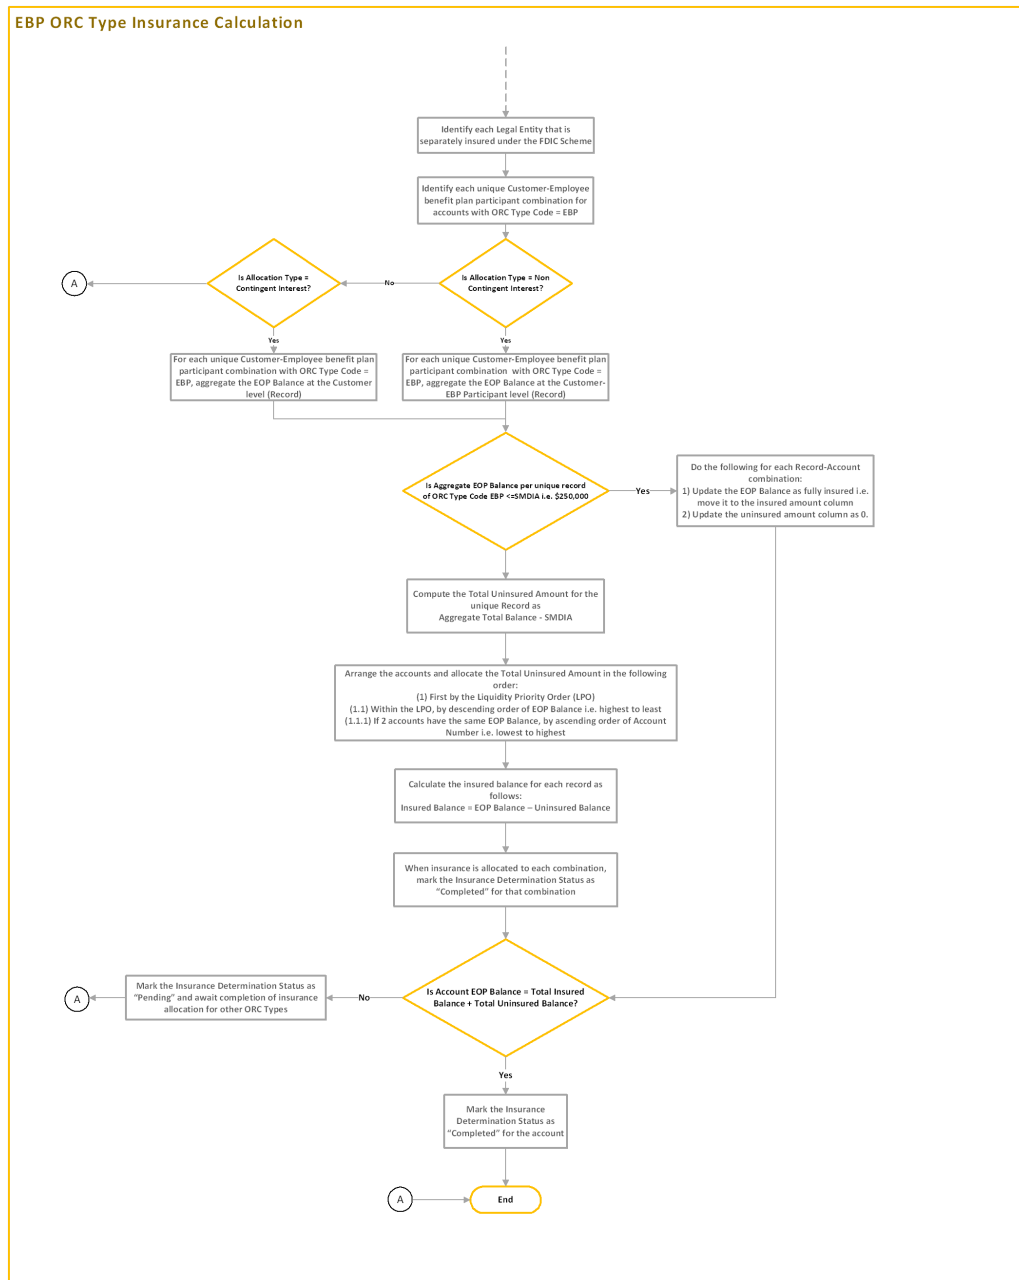 EBP ORC Type Insurance Calculation
Identify each Legal Entity that is
separately insured under the FDIC Scheme
Identify each unique Customer-Employee
benefit plan participant combination for
accounts with ORC Type Code = EBP
Is Allocation Type = Non
Contingent Interest?
No
Is Allocation Type =
Contingent Interest?
A
Yes
Yes
For each unique Customer-Employee benefit plan
participant combination with ORC Type Code =
EBP, aggregate the EOP Balance at the Customer
level (Record)
For each unique Customer-Employee benefit plan
participant combination with ORC Type Code =
EBP, aggregate the EOP Balance at the Customer-
EBP Participant level (Record)
Is Aggregate EOP Balance per unique record
of ORC Type Code EBP <=SMDIA i.e. $250,000
Yes
Do the following for each Record-Account
combination:
1) Update the EOP Balance as fully insured i.e.
move it to the insured amount column
2) Update the uninsured amount column as 0.
Compute the Total Uninsured Amount for the
unique Record as
Aggregate Total Balance - SMDIA
Arrange the accounts and allocate the Total Uninsured Amount in the following
order:
(1) First by the Liquidity Priority Order (LPO)
(1.1) Within the LPO, by descending order of EOP Balance i.e. highest to least
(1.1.1) If 2 accounts have the same EOP Balance, by ascending order of Account
Number i.e. lowest to highest
Calculate the insured balance for each record as
follows:
Insured Balance = EOP Balance – Uninsured Balance
When insurance is allocated to each combination,
mark the Insurance Determination Status as
“Completed” for that combination
Is Account EOP Balance = Total Insured
Balance + Total Uninsured Balance?
No
Mark the Insurance Determination Status as
“Pending” and await completion of insurance
allocation for other ORC Types
A
Yes
Mark the Insurance
Determination Status as
“Completed” for the account
A
End